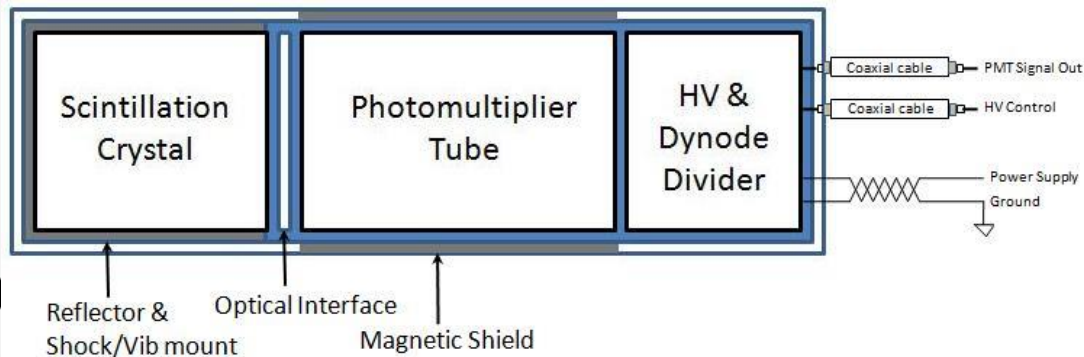 Scintillation
Crystal
Photomultiplier
Tube
HV &
Dynode
Divider
Coaxial cable
PMT Signal Out
Coaxial cable
HV Control
Power Supply
Ground
Reflector &
Shock/Vib mount
Optical Interface
Magnetic Shield